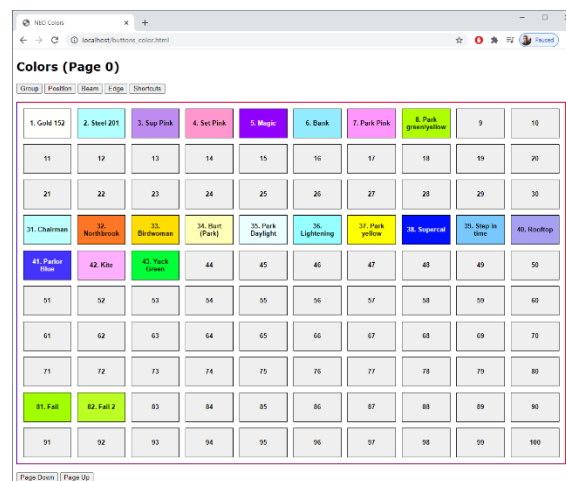 NEO Colors
localhost/buttons_color.html
Paused
Colors (Page 0)
Group Position Beam Edge Shortcuts
1. Gold 152 2. Steel 201 3. Sup Pink 4. Set Pink 5. Magic 6. Bank 7. Park Pink 8. Park green/yellow 9 10
11 12 13 14 15 16 17 18 19 20
21 22 23 24 25 26 27 28 29 30
31. Chairman 32. Northbrook 33. Birdwoman 34. Bart (Park) 35. Park Daylight 36. Lightening 37. Park yellow 38. Supercal 39. Step in time 40. Rooftop
41. Parlor Blue 42. Kite 43. Yuck Green 44 45 46 47 48 49 50
51 52 53 54 55 56 57 58 59 60
61 62 63 64 65 66 67 68 69 70
71 72 73 74 75 76 77 78 79 80
81. Fall 82. Fall 2 83 84 85 86 87 88 89 90
91 92 93 94 95 96 97 98 99 100
Page Down Page Up